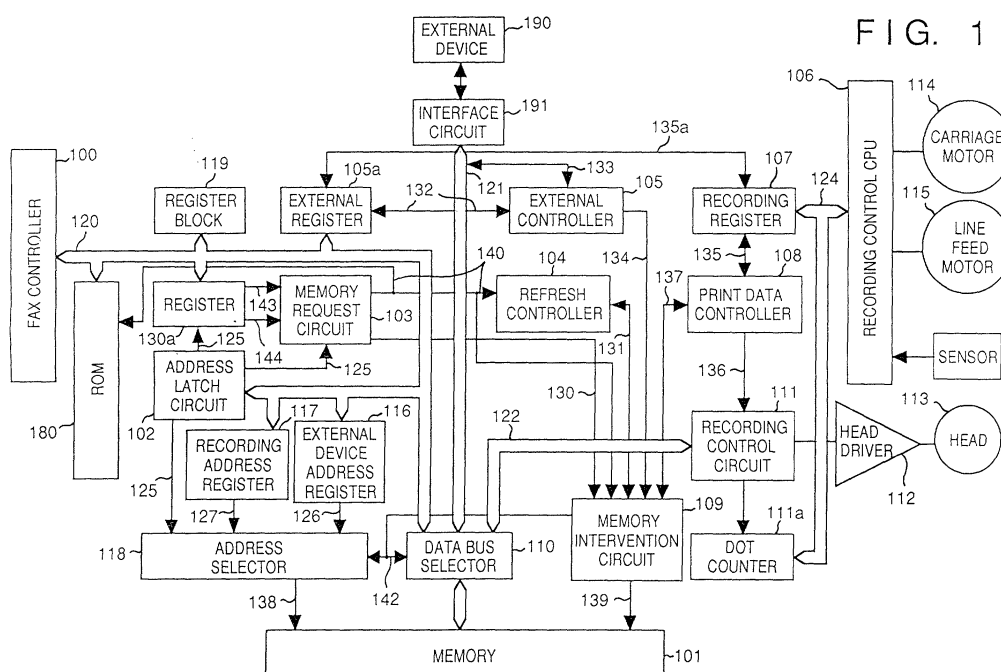 FIG. 1
190
EXTERNAL
DEVICE
191
INTERFACE
CIRCUIT
106
114
CARRIAGE
MOTOR
100
FAX CONTROLLER
119
REGISTER
BLOCK
105a
EXTERNAL
REGISTER
132
121
133
105
EXTERNAL
CONTROLLER
135a
107
RECORDING
REGISTER
124
RECORDING CONTROL CPU
115
LINE
FEED
MOTOR
120
140
134
135
137
108
PRINT DATA
CONTROLLER
104
REFRESH
CONTROLLER
REGISTER
130a
143
144
MEMORY
REQUEST
CIRCUIT
103
125
125
131
130
136
SENSOR
ROM
180
ADDRESS
LATCH
CIRCUIT
102
117
116
RECORDING
ADDRESS
REGISTER
EXTERNAL
DEVICE
ADDRESS
REGISTER
122
111
RECORDING
CONTROL
CIRCUIT
HEAD
DRIVER
112
113
HEAD
125
127
126
118
ADDRESS
SELECTOR
142
DATA BUS
SELECTOR
110
109
MEMORY
INTERVENTION
CIRCUIT
111a
DOT
COUNTER
138
139
MEMORY
101